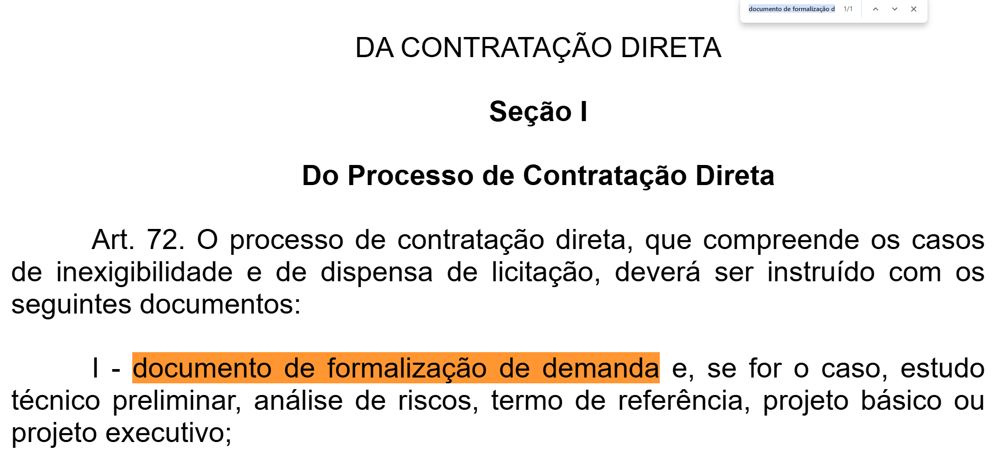 documento de formalização d 1/1
DA CONTRATAÇÃO DIRETA
Seção I
Do Processo de Contratação Direta
Art. 72. O processo de contratação direta, que compreende os casos
de inexigibilidade e de dispensa de licitação, deverá ser instruído com os
seguintes documentos:
I - documento de formalização de demanda e, se for o caso, estudo
técnico preliminar, análise de riscos, termo de referência, projeto básico ou
projeto executivo;